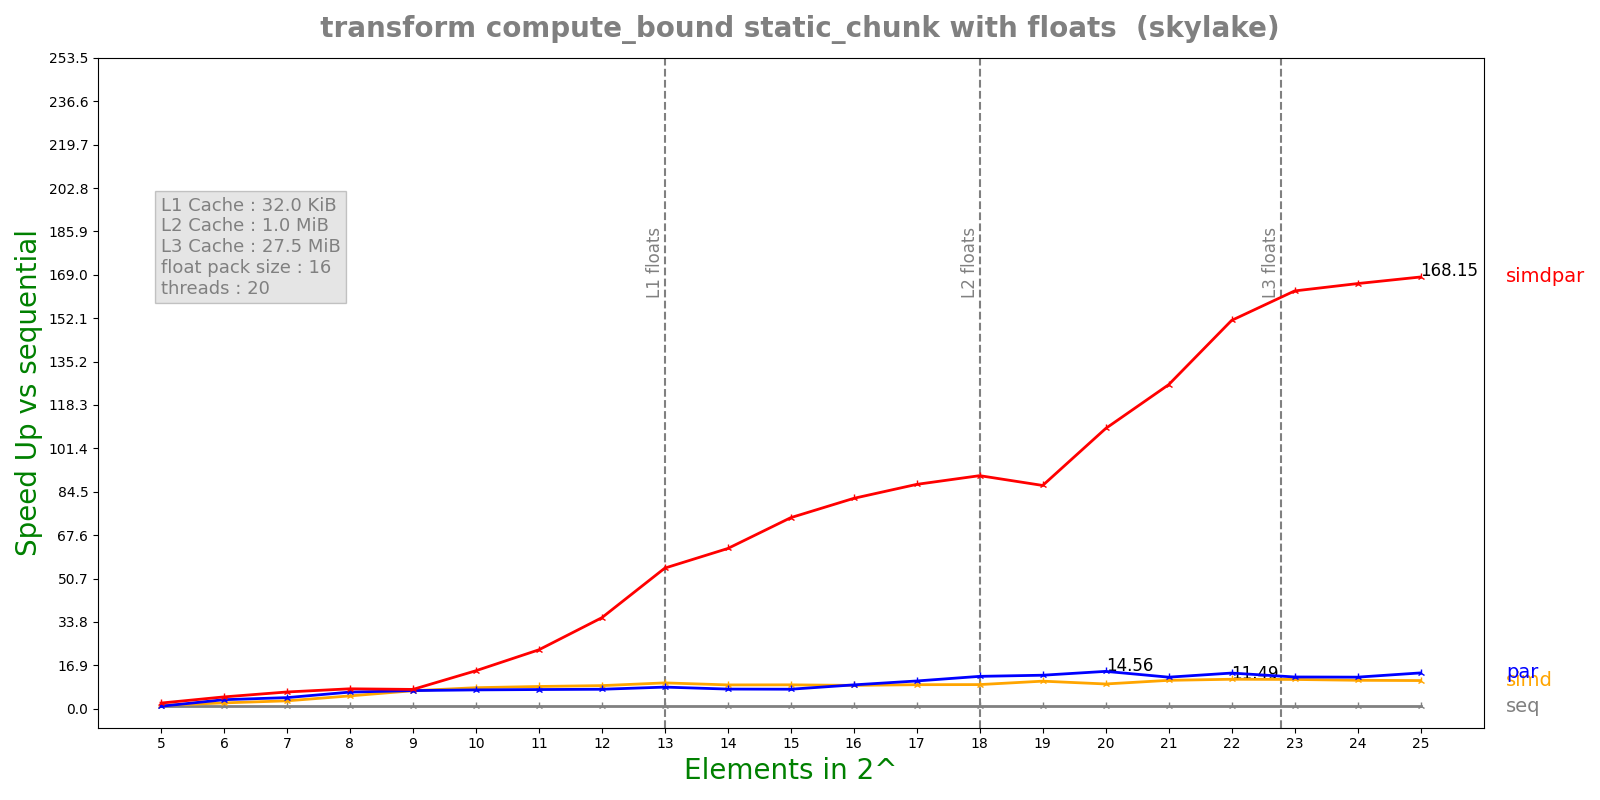 transform compute_bound static_chunk with floats (skylake)
Speed Up vs sequential
253.5
236.6
219.7
202.8
185.9
169.0
152.1
135.2
118.3
101.4
84.5
67.6
50.7
33.8
16.9
0.0
L1 Cache : 32.0 KiB
L2 Cache : 1.0 MiB
L3 Cache : 27.5 MiB
float pack size : 16
threads : 20
L1 floats
L2 floats
L3 floats
168.15
14.56
11.49
simdpar
par
simd
seq
5 6 7 8 9 10 11 12 13 14 15 16 17 18 19 20 21 22 23 24 25
Elements in 2^